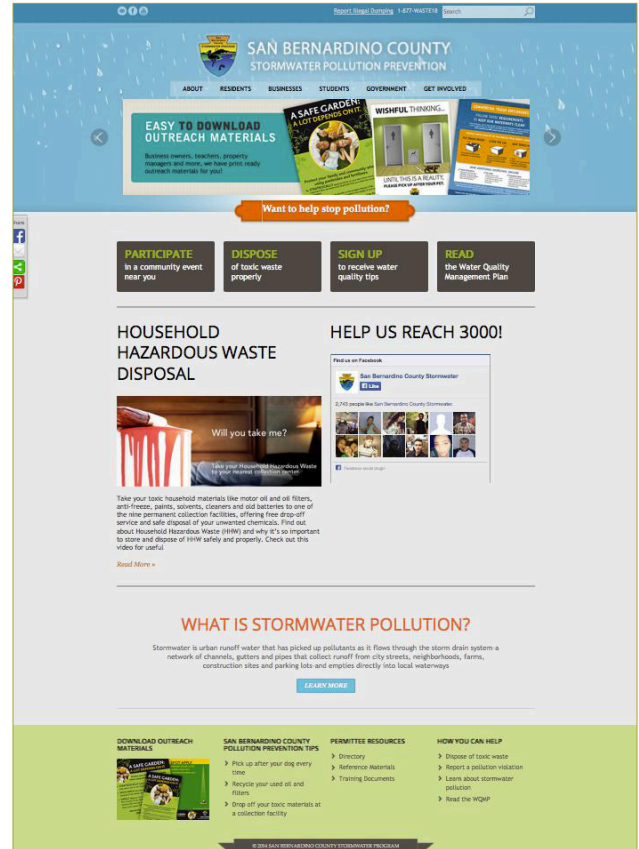 Report Illegal Dumping 1-877-WASTE18 Search
SAN BERNARDINO COUNTY
STORMWATER POLLUTION PREVENTION
ABOUT RESIDENTS BUSINESSES STUDENTS GOVERNMENT GET INVOLVED
EASY TO DOWNLOAD
OUTREACH MATERIALS
Business owners, teachers, property
managers and more, we have print ready
outreach materials for you!
A SAFE GARDEN:
A LOT DEPENDS ON IT.
WISHFUL THINKING...
UNTIL THIS IS A REALITY,
PLEASE PICK UP AFTER YOUR PET.
Want to help stop pollution?
PARTICIPATE
in a community event
near you
DISPOSE
of toxic waste
properly
SIGN UP
to receive water
quality tips
READ
the Water Quality
Management Plan
HOUSEHOLD
HAZARDOUS WASTE
DISPOSAL
Will you take me?
Take your Household Hazardous Waste
to your nearest collection center.
Take your toxic household materials like motor oil and oil filters,
anti-freeze, paints, solvents, cleaners and old batteries to one of
the nine permanent collection facilities, offering free drop-off
service and safe disposal of your unwanted chemicals. Find out
about Household Hazardous Waste (HHW) and why it's so important
to store and dispose of HHW safely and properly. Check out this
video for useful
Read More »
HELP US REACH 3000!
Find us on Facebook
San Bernardino County Stormwater
Like
2,743 people like San Bernardino County Stormwater.
Facebook social plugin
WHAT IS STORMWATER POLLUTION?
Stormwater is urban runoff water that has picked up pollutants as it flows through the storm drain system-a
network of channels, gutters and pipes that collect runoff from city streets, neighborhoods, farms,
construction sites and parking lots-and empties directly into local waterways
LEARN MORE
DOWNLOAD OUTREACH
MATERIALS
A SAFE GARDEN:
SAN BERNARDINO COUNTY
POLLUTION PREVENTION TIPS
Pick up after your dog every
time
Recycle your used oil and
filters
Drop off your toxic materials at
a collection facility
PERMITTEE RESOURCES
Directory
Reference Materials
Training Documents
HOW YOU CAN HELP
Dispose of toxic waste
Report a pollution violation
Learn about stormwater
pollution
Read the WQMP
© 2014 SAN BERNARDINO COUNTY STORMWATER PROGRAM